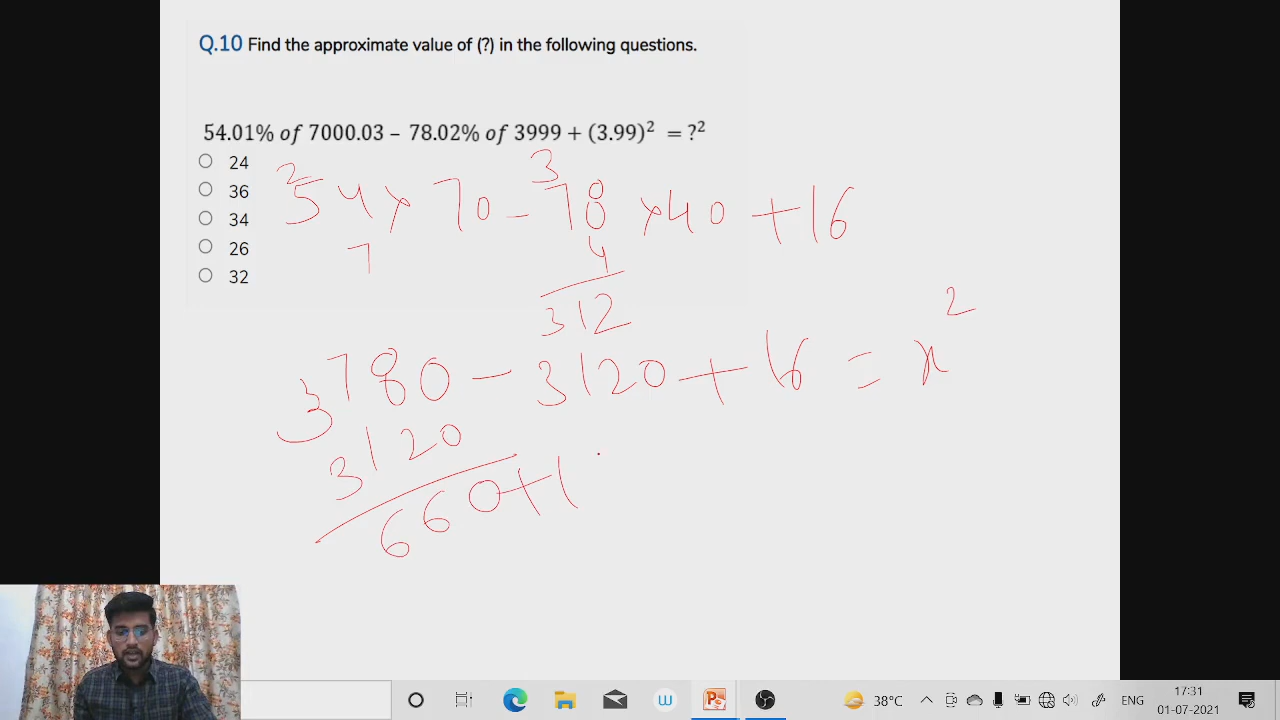 Q.10 Find the approximate value of (?) in the following questions.
54.01% of 7000.03 – 78.02% of 3999 + (3.99)² = ?²
24
36
34
26
32
2 3
54 × 70 - 78 × 40 + 16
7 4
312
3780 - 3120 + 16 = x²
3120
660+1
W
38°C ENG 17:31
01-07-2021